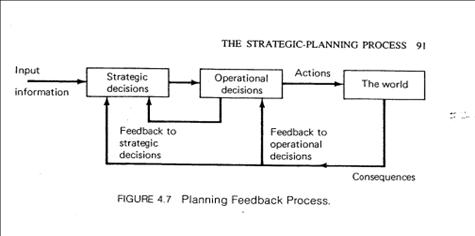 THE STRATEGIC-PLANNING PROCESS 91
Input
information
Strategic
decisions
Operational
decisions
Actions
The world
Feedback to
strategic
decisions
Feedback to
operational
decisions
Consequences
FIGURE 4.7 Planning Feedback Process.